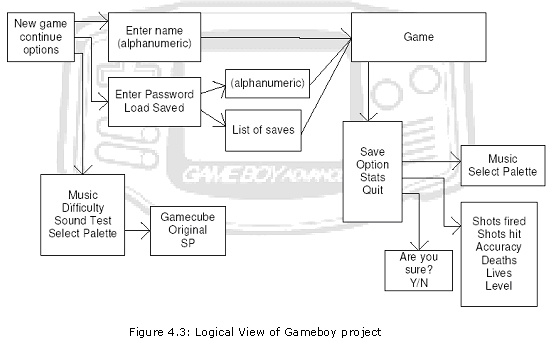 New game
continue
options
Enter name
(alphanumeric)
Game
Enter Password
Load Saved
(alphanumeric)
List of saves
Save
Option
Stats
Quit
Music
Select Palette
GAME BOY ADVANC
Music
Difficulty
Sound Test
Select Palette
Gamecube
Original
SP
Are you
sure?
Y/N
Shots fired
Shots hit
Accuracy
Deaths
Lives
Level
Figure 4.3: Logical View of Gameboy project